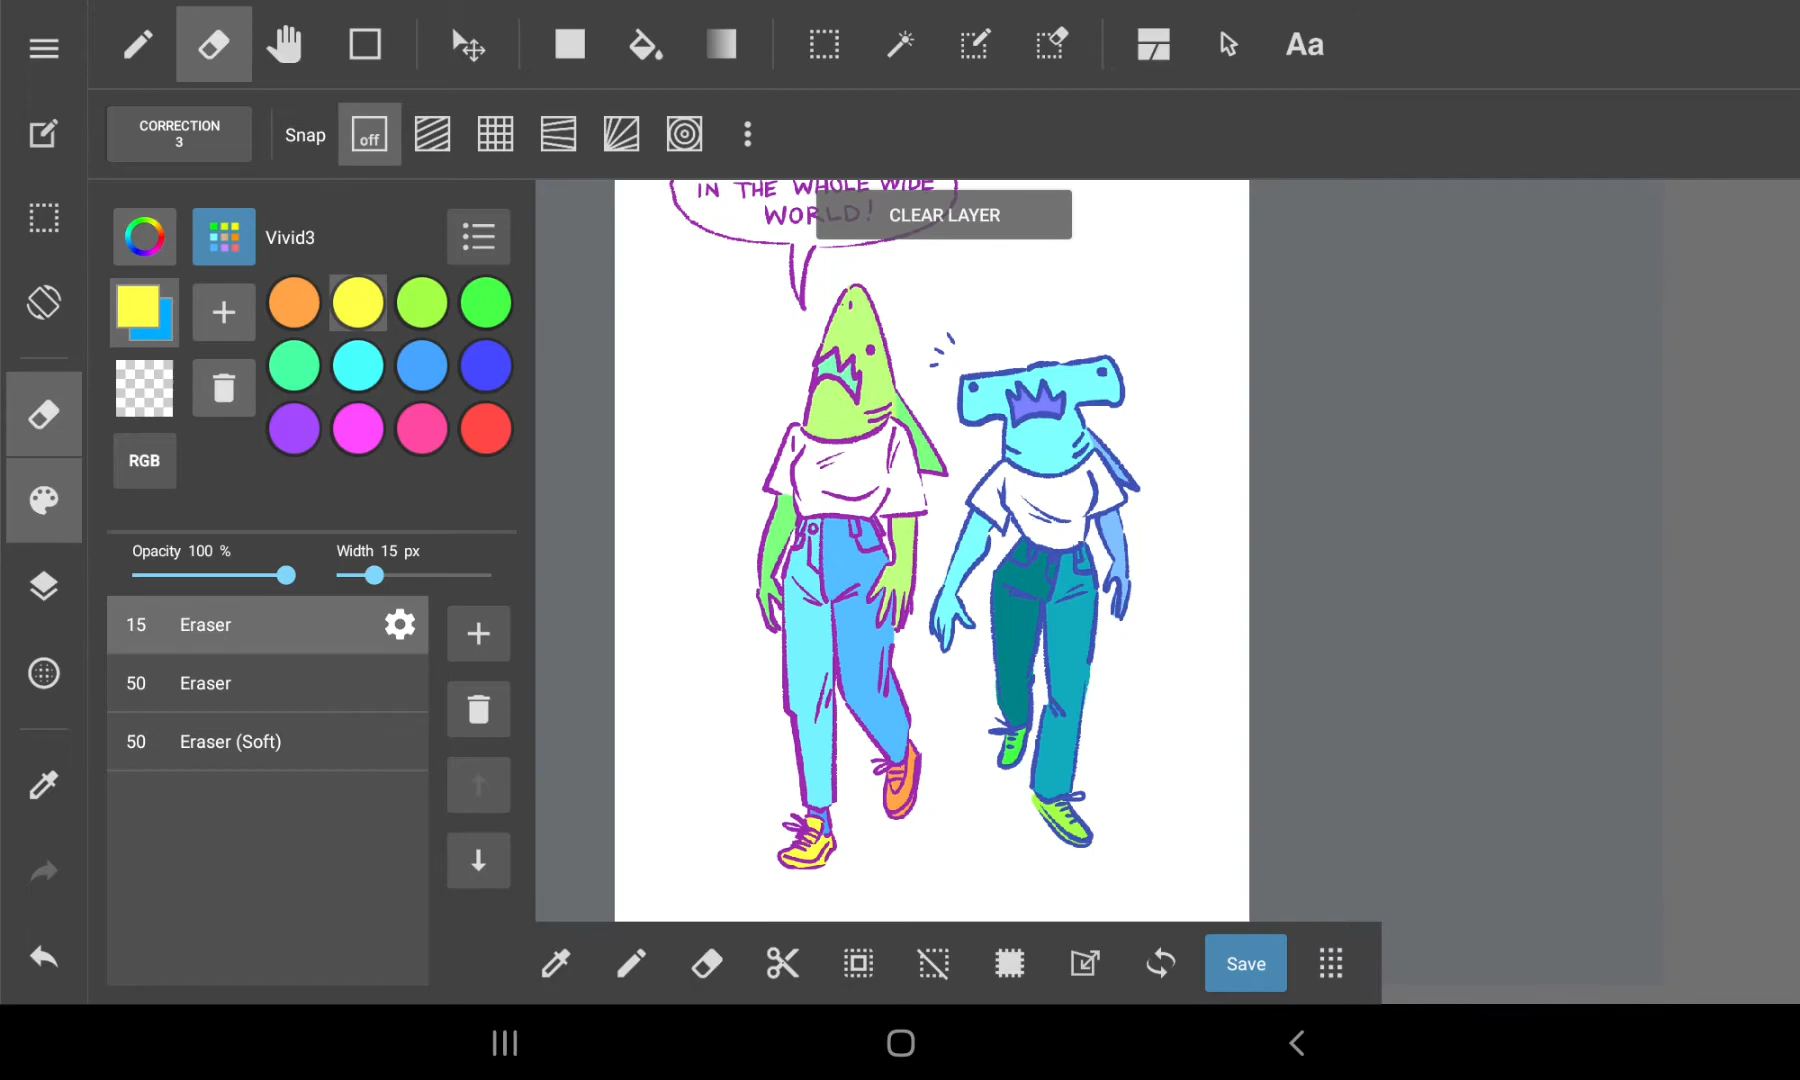 Aa
CORRECTION
3
Snap
off
IN THE WHOLE WIDE
WORLD!
CLEAR LAYER
Vivid3
RGB
Opacity 100 %
Width 15 px
15 Eraser
50 Eraser
50 Eraser (Soft)
Save